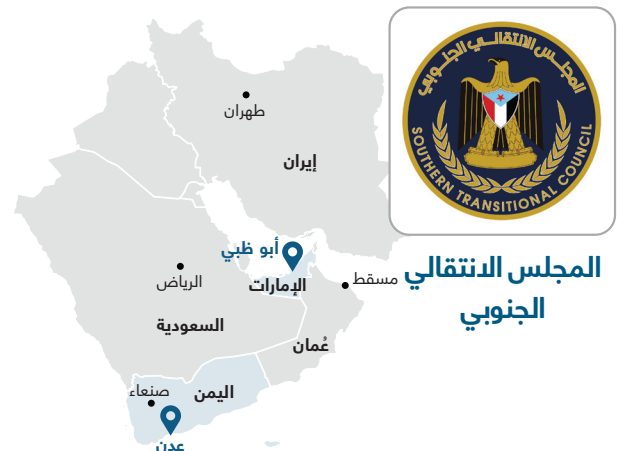 المجلس الانتقالي الجنوبي
SOUTHERN TRANSITIONAL COUNCIL
طهران
إيران
أبو ظبي
الإمارات
الرياض
السعودية
مسقط
عُمان
صنعاء
اليمن
عدن
المجلس الانتقالي
الجنوبي